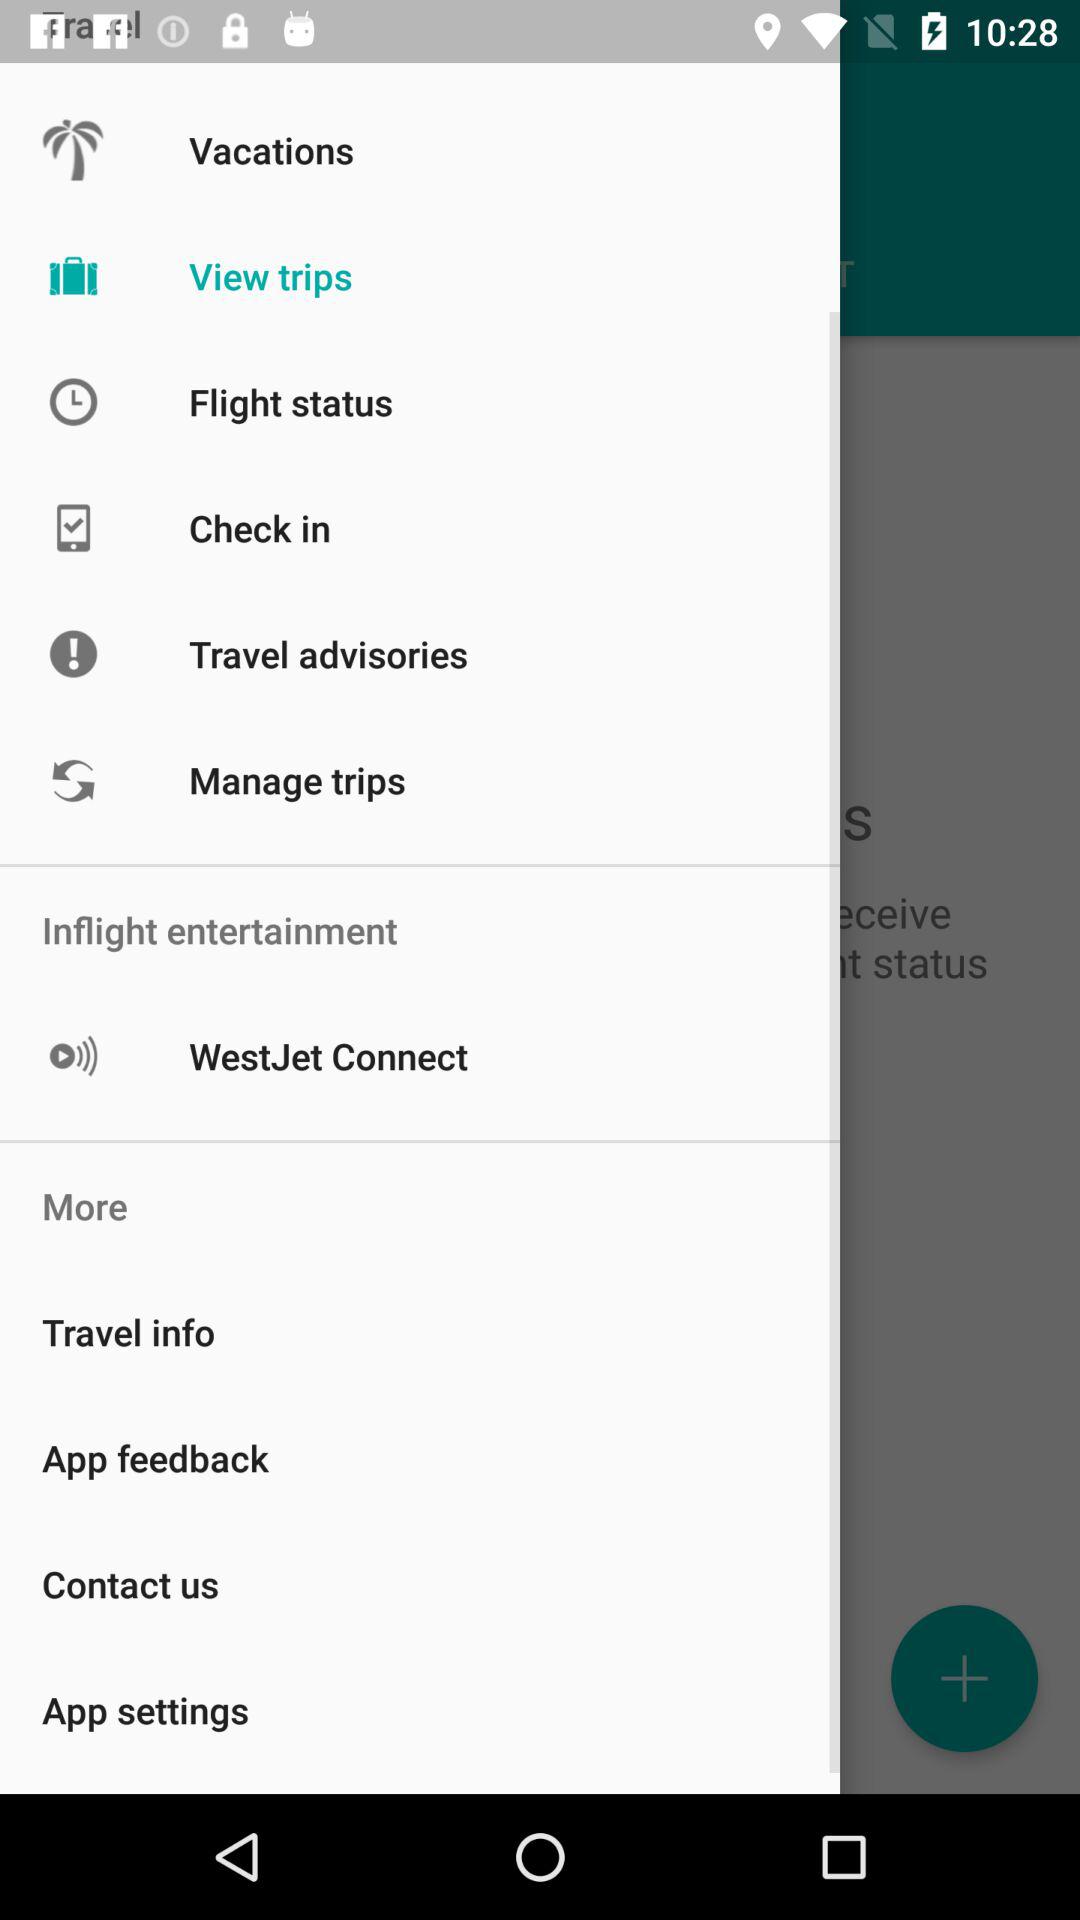 Travel
10:28
Vacations
View trips
T
Flight status
Check in
Travel advisories
Manage trips
s
eceive
Inflight entertainment
t status
WestJet Connect
More
Travel info
App feedback
Contact us
App settings